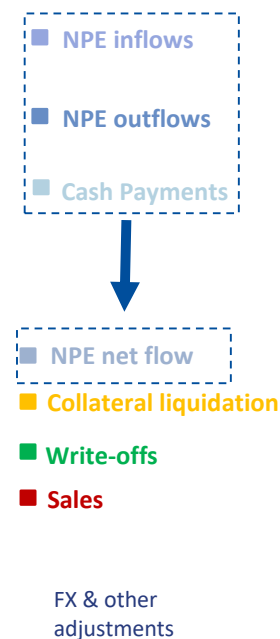 NPE inflows
NPE outflows
Cash Payments
NPE net flow
Collateral liquidation
Write-offs
Sales
FX & other
adjustments